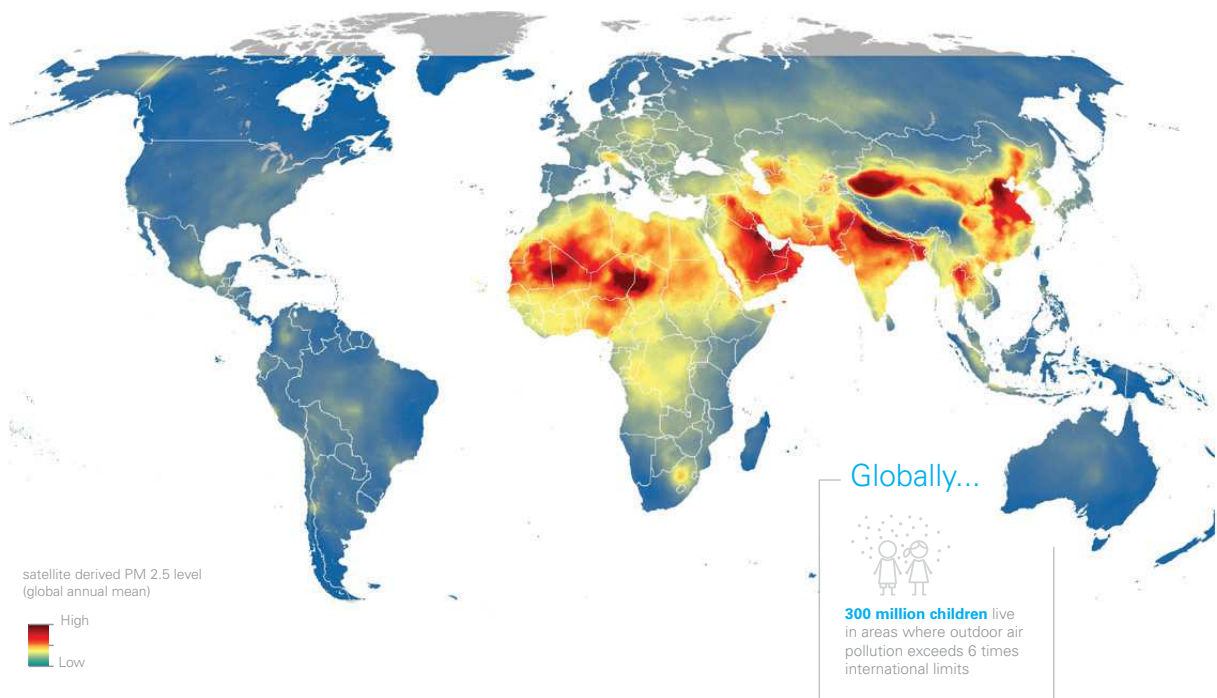 Globally...
satellite derived PM 2.5 level
(global annual mean)
High
Low
300 million children live
in areas where outdoor air
pollution exceeds 6 times
international limits